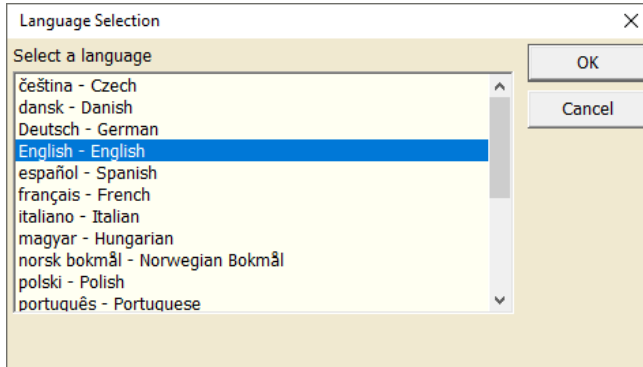 Language Selection
Select a language
OK
Cancel
čeština - Czech
dansk - Danish
Deutsch - German
English - English
español - Spanish
français - French
italiano - Italian
magyar - Hungarian
norsk bokmål - Norwegian Bokmål
polski - Polish
português - Portuguese